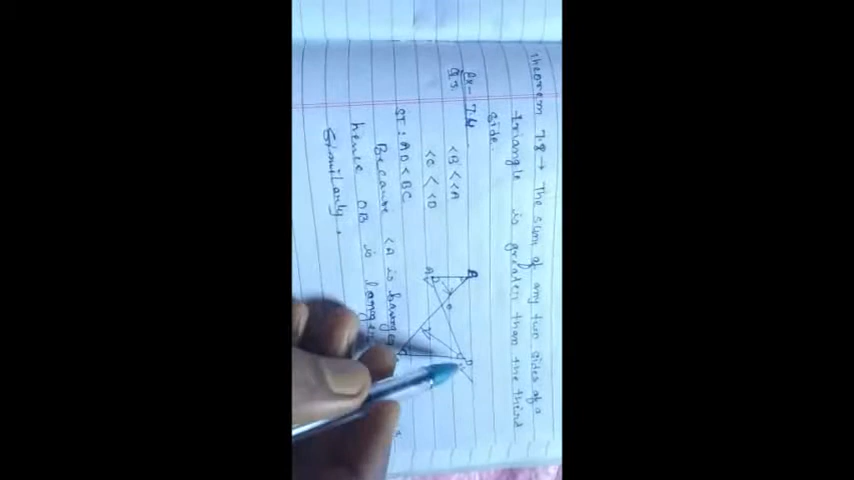 Theorem 7.8 → The sum of any two sides of a
triangle is greater than the third
side.
Ex- 7.4
Q3.
<B < <A
<C < <D
ST: AD < BC
Because <A is
hence OB is
Similarly,
B
A
O
D